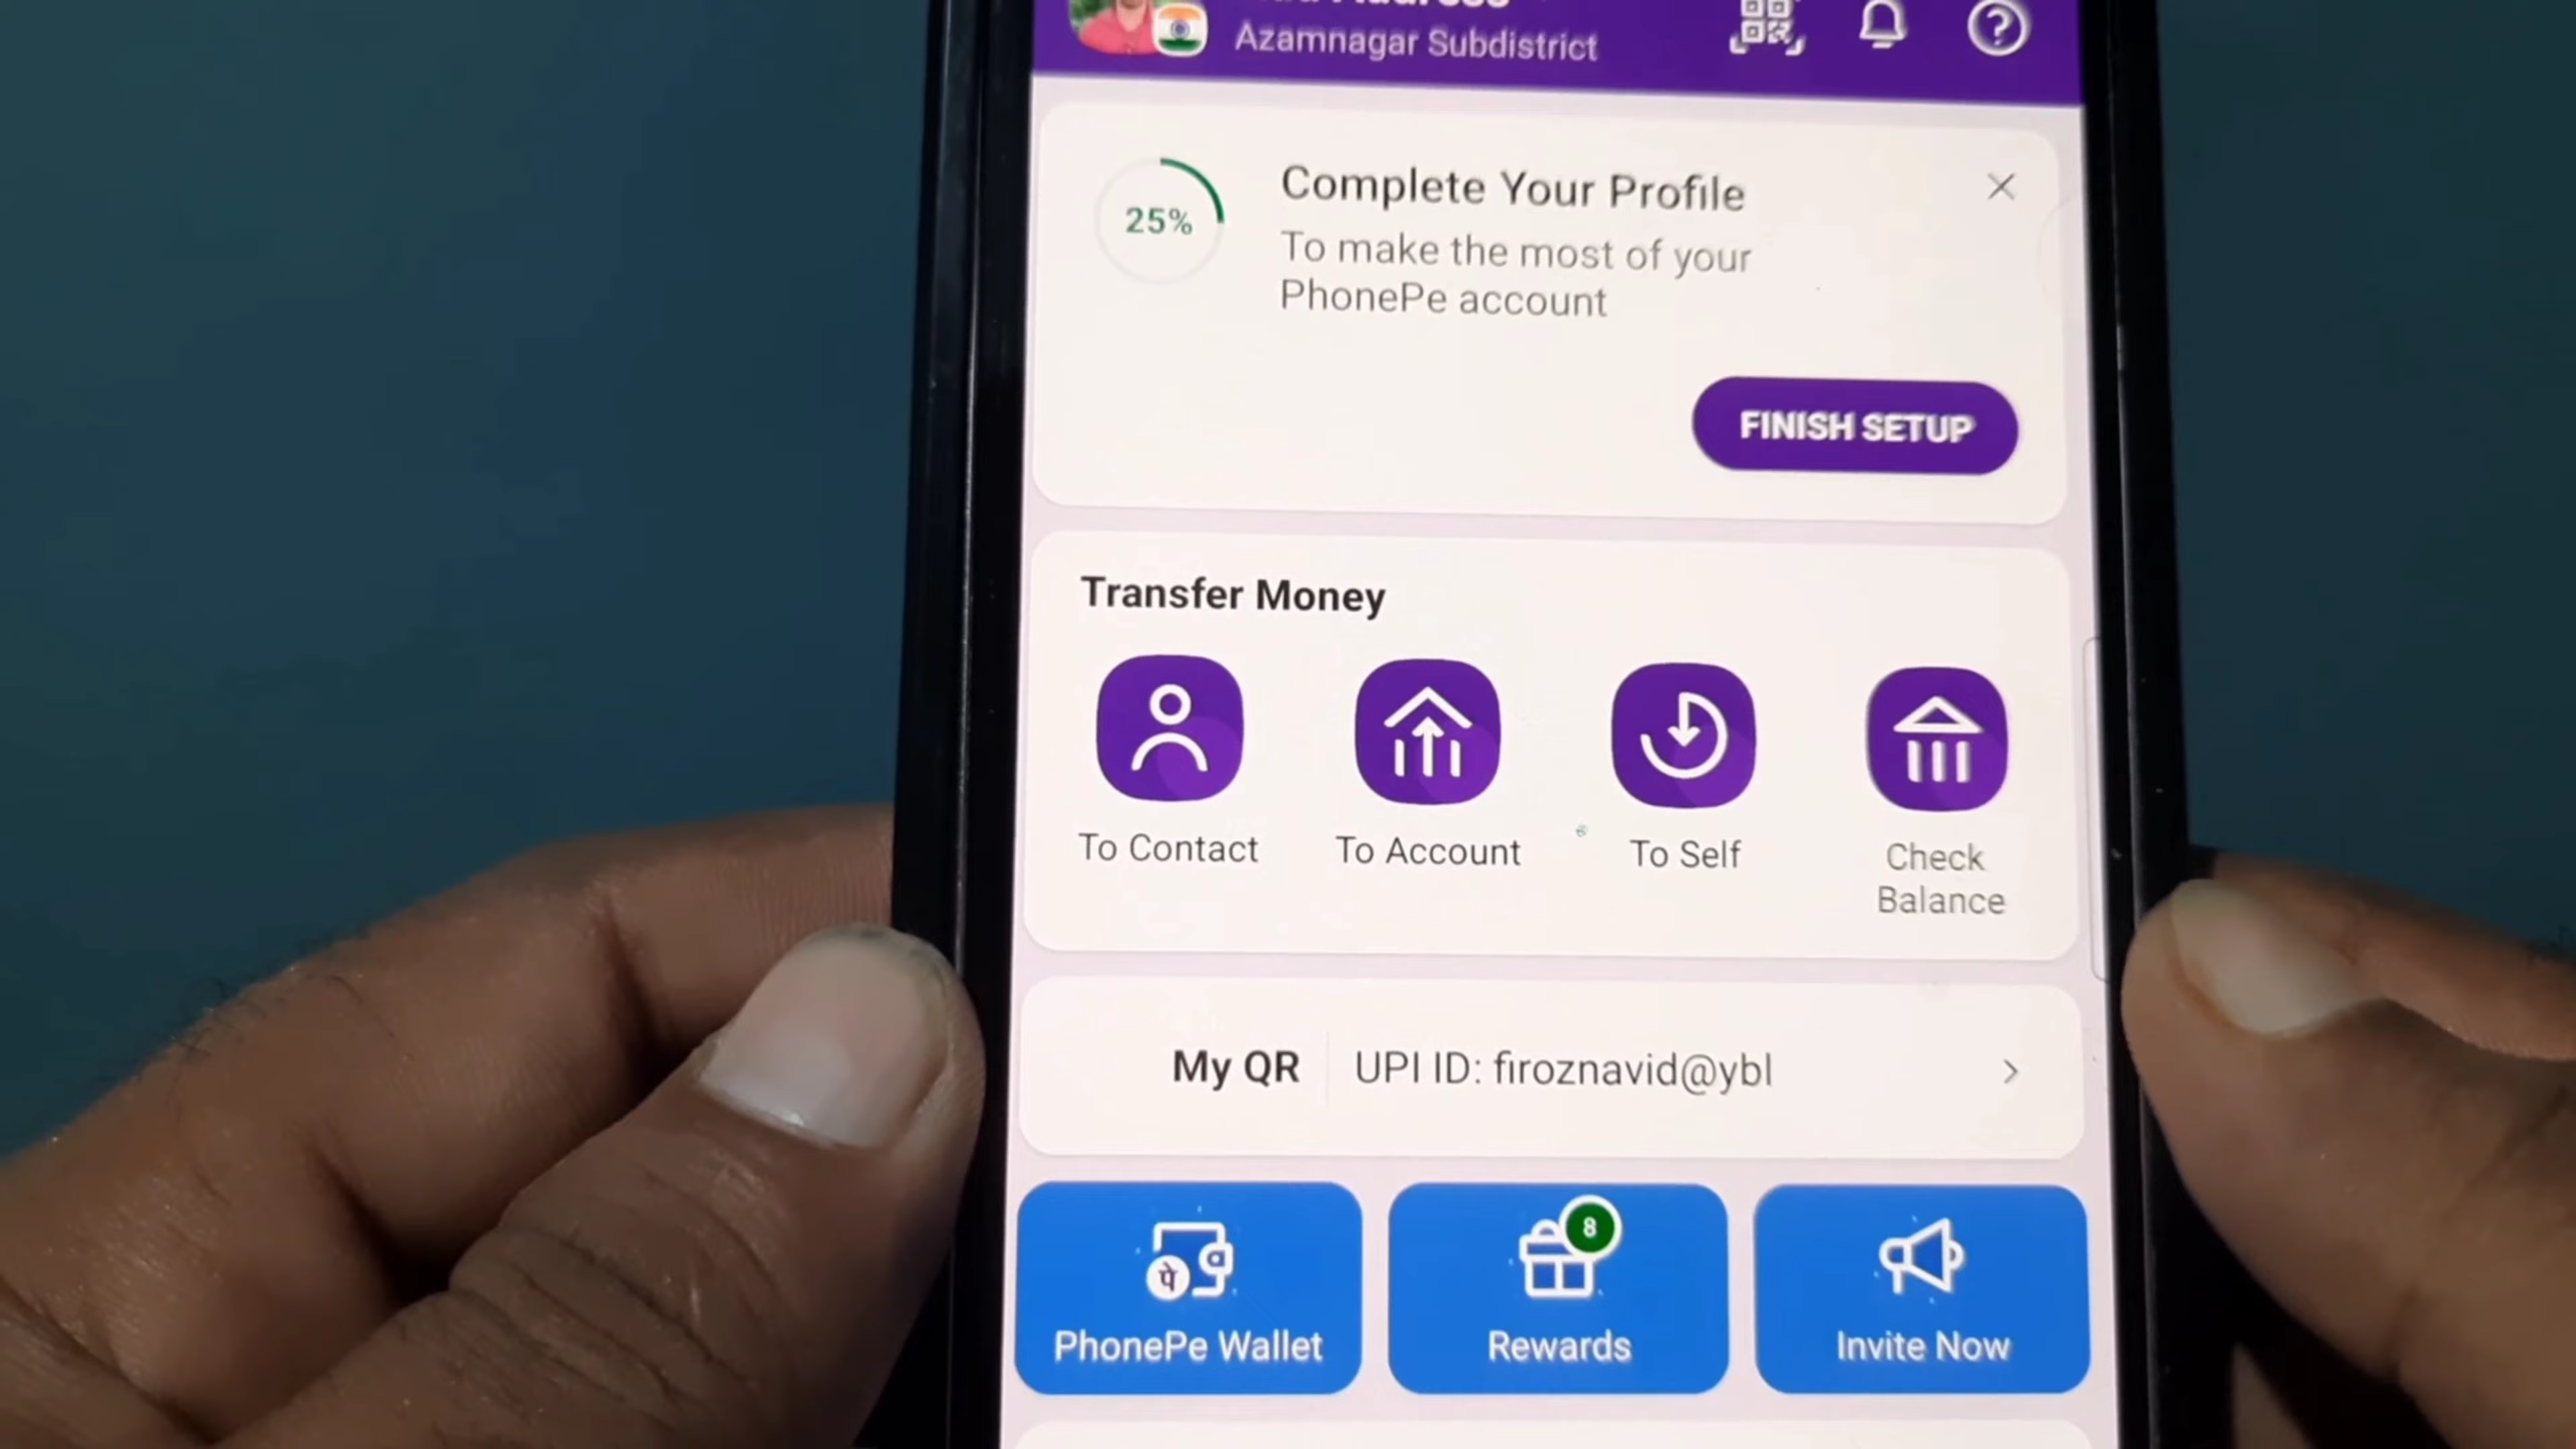 Azamnagar Subdistrict
25%
Complete Your Profile
To make the most of your
PhonePe account
FINISH SETUP
Transfer Money
To Contact
To Account
To Self
Check
Balance
My QR
UPI ID: firoznavid@ybl
पे
8
PhonePe Wallet
Rewards
Invite Now